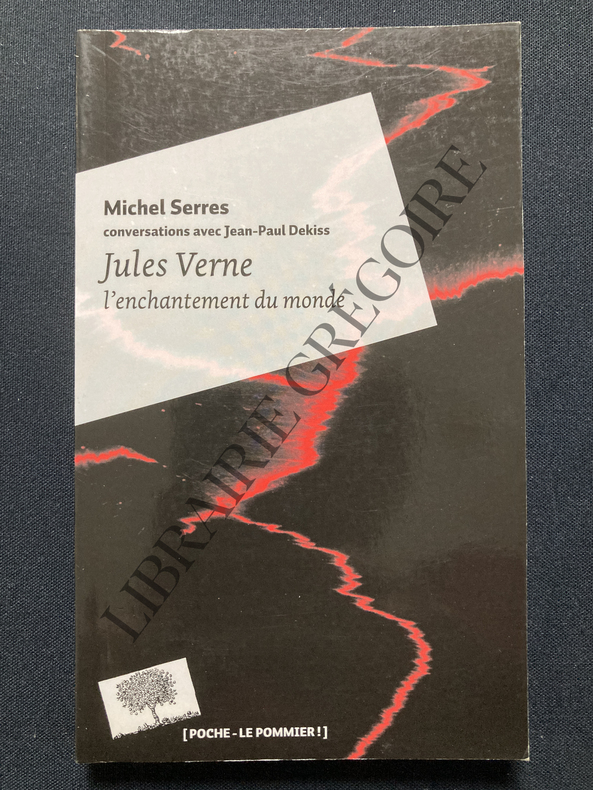 Michel Serres
conversations avec Jean-Paul Dekiss
Jules Verne
l'enchantement du monde
LIBRAIRIE GRÉGOIRE
[ POCHE - LE POMMIER ! ]